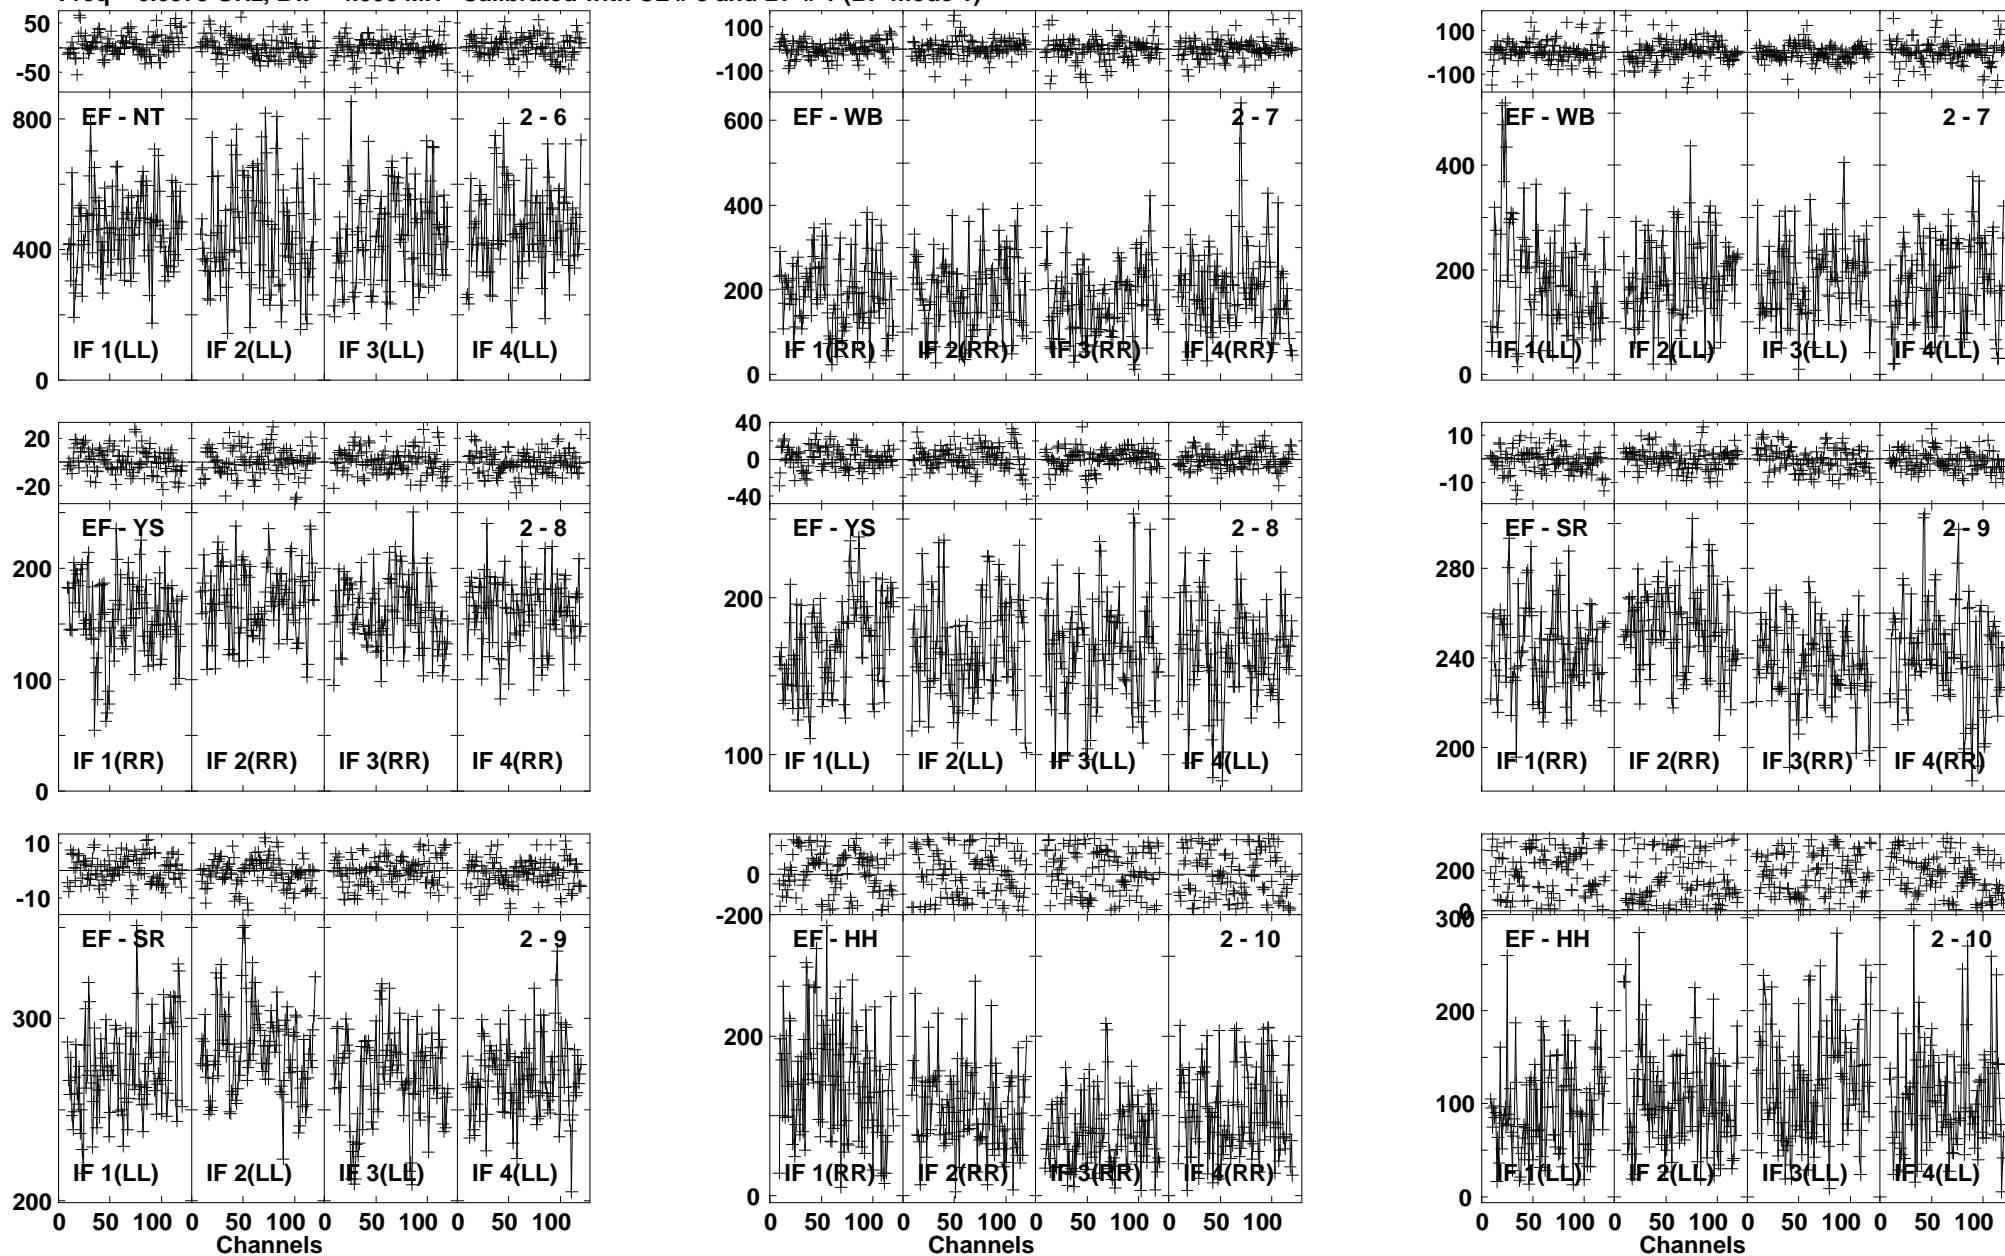 50
-50
800
400
0
EF - NT
2 - 6
IF 1(LL)
IF 2(LL)
IF 3(LL)
IF 4(LL)
100
-100
600
400
200
0
EF - WB
2 - 7
IF 1(RR)
IF 2(RR)
IF 3(RR)
IF 4(RR)
100
-100
400
200
0
EF - WB
2 - 7
IF 1(LL)
IF 2(LL)
IF 3(LL)
IF 4(LL)
20
-20
200
100
0
EF - YS
2 - 8
IF 1(RR)
IF 2(RR)
IF 3(RR)
IF 4(RR)
40
0
-40
200
100
EF - YS
2 - 8
IF 1(LL)
IF 2(LL)
IF 3(LL)
IF 4(LL)
10
-10
280
240
200
EF - SR
2 - 9
IF 1(RR)
IF 2(RR)
IF 3(RR)
IF 4(RR)
10
-10
300
200
EF - SR
2 - 9
IF 1(LL)
IF 2(LL)
IF 3(LL)
IF 4(LL)
0 50 100 0 50 100 0 50 100 0 50 100
Channels
0
-200
200
0
EF - HH
2 - 10
IF 1(RR)
IF 2(RR)
IF 3(RR)
IF 4(RR)
0 50 100 0 50 100 0 50 100 0 50 100
Channels
200
0
300
200
100
0
EF - HH
2 - 10
IF 1(LL)
IF 2(LL)
IF 3(LL)
IF 4(LL)
0 50 100 0 50 100 0 50 100 0 50 100
Channels